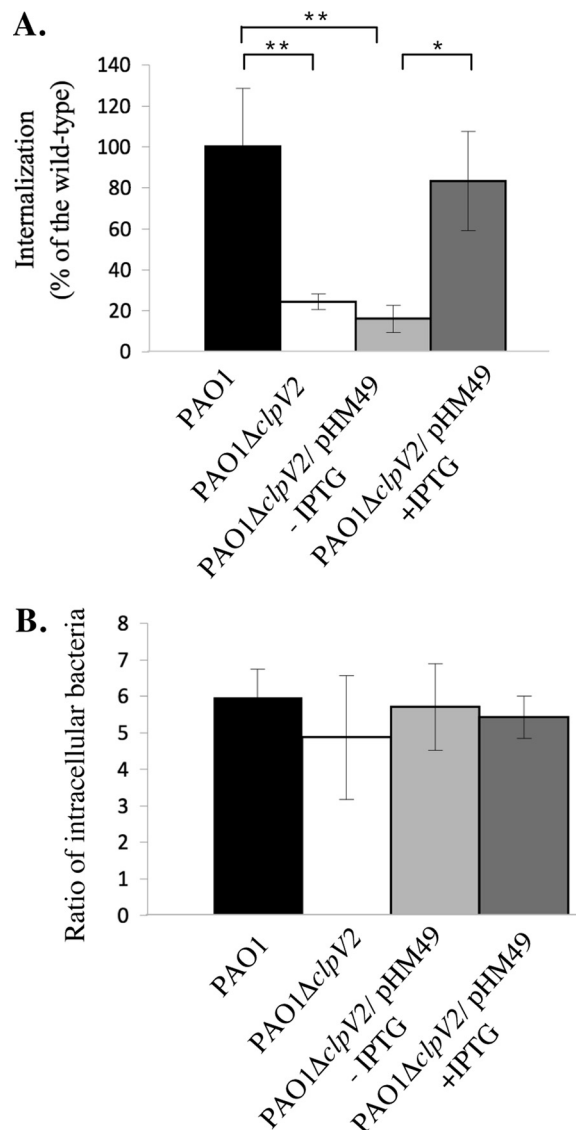 A.
**
**
*
Internalization
(% of the wild-type)
140
120
100
80
60
40
20
0
PAO1
PAO1ΔclpV2
PAO1ΔclpV2/ pHM49
- IPTG
PAO1ΔclpV2/ pHM49
+IPTG
B.
Ratio of intracellular bacteria
8
7
6
5
4
3
2
1
0
PAO1
PAO1ΔclpV2
PAO1ΔclpV2/ pHM49
- IPTG
PAO1ΔclpV2/ pHM49
+IPTG